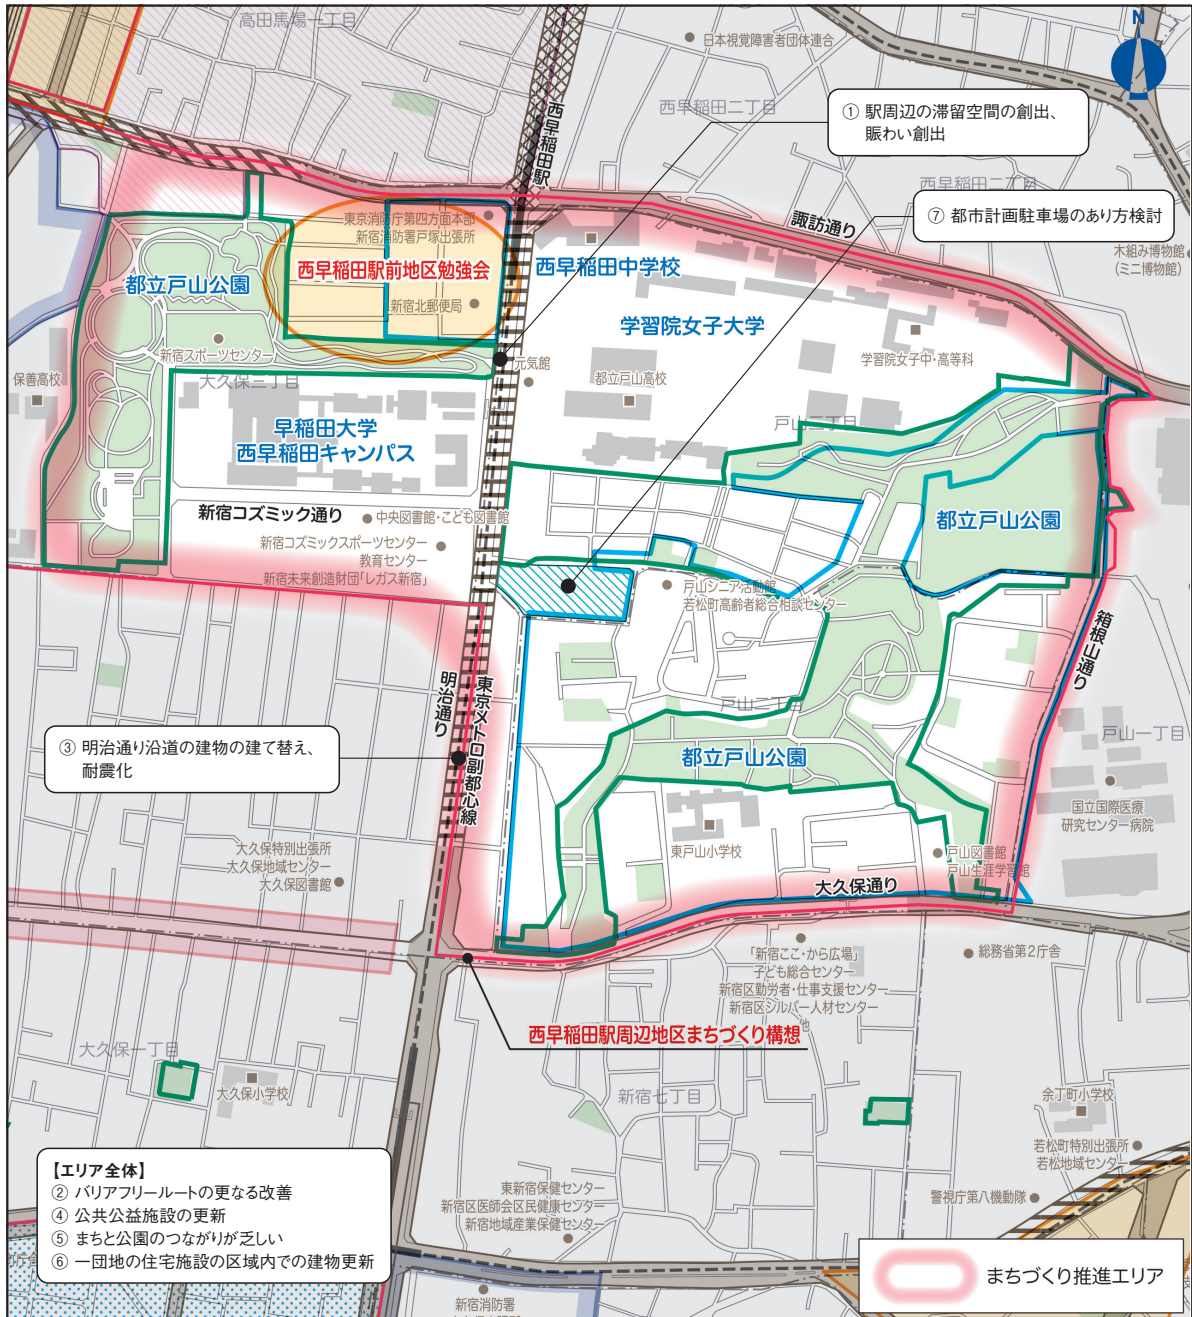 高田馬場一丁目
日本視覚障害者団体連合
N
西早稲田駅
西早稲田二丁目
① 駅周辺の滞留空間の創出、
賑わい創出
西早稲田二丁目
⑦ 都市計画駐車場のあり方検討
諏訪通り
木組み博物館
(ミニ博物館)
東京消防庁第四方面本部
新宿消防署戸塚出張所
西早稲田駅前地区勉強会
新宿北郵便局
西早稲田中学校
学習院女子大学
都立戸山公園
新宿スポーツセンター
保善高校
大久保三丁目
元気館
都立戸山高校
学習院女子中・高等科
戸山三丁目
早稲田大学
西早稲田キャンパス
新宿コズミック通り
中央図書館・こども図書館
新宿コズミックスポーツセンター
教育センター
新宿未来創造財団「レガス新宿」
都立戸山公園
戸山シニア活動館
若松町高齢者総合相談センター
箱根山通り
明治通り
東京メトロ副都心線
戸山二丁目
戸山一丁目
③ 明治通り沿道の建物の建て替え、
耐震化
都立戸山公園
国立国際医療
研究センター病院
大久保特別出張所
大久保地域センター
大久保図書館
東戸山小学校
戸山図書館
戸山生涯学習館
大久保通り
「新宿ここ・から広場」
子ども総合センター
新宿区勤労者・仕事支援センター
新宿区シルバー人材センター
他
総務省第2庁舎
西早稲田駅周辺地区まちづくり構想
大久保一丁目
大久保小学校
新宿七丁目
余丁町小学校
若松町特別出張所
若松地域センター
【エリア全体】
② バリアフリールートの更なる改善
④ 公共公益施設の更新
⑤ まちと公園のつながりが乏しい
⑥ 一団地の住宅施設の区域内での建物更新
東新宿保健センター
新宿区医師会区民健康センター
新宿地域産業保健センター
警視庁第八機動隊
まちづくり推進エリア
新宿消防署